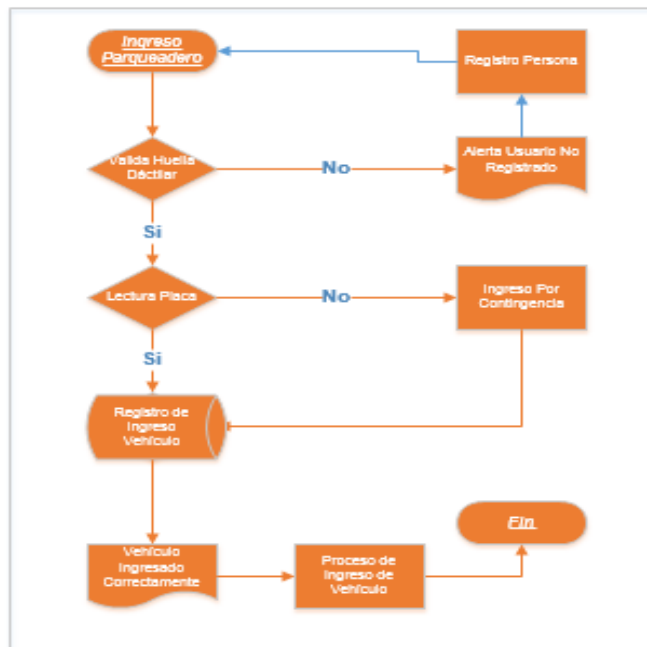 Ingreso
Parqueadero
Registro Persona
Valida Huella
Dáctilar
No
Alerta Usuario No
Registrado
Si
Lectura Placa
No
Ingreso Por
Contingencia
Si
Registro de
Ingreso
Vehículo
Fin
Vehículo
Ingresado
Correctamente
Proceso de
Ingreso de
Vehículo